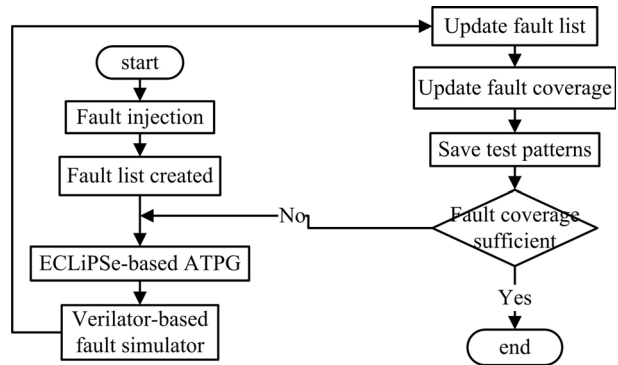 start
Fault injection
Fault list created
ECLiPSe-based ATPG
Verilator-based
fault simulator
Update fault list
Update fault coverage
Save test patterns
Fault coverage
sufficient
No
Yes
end